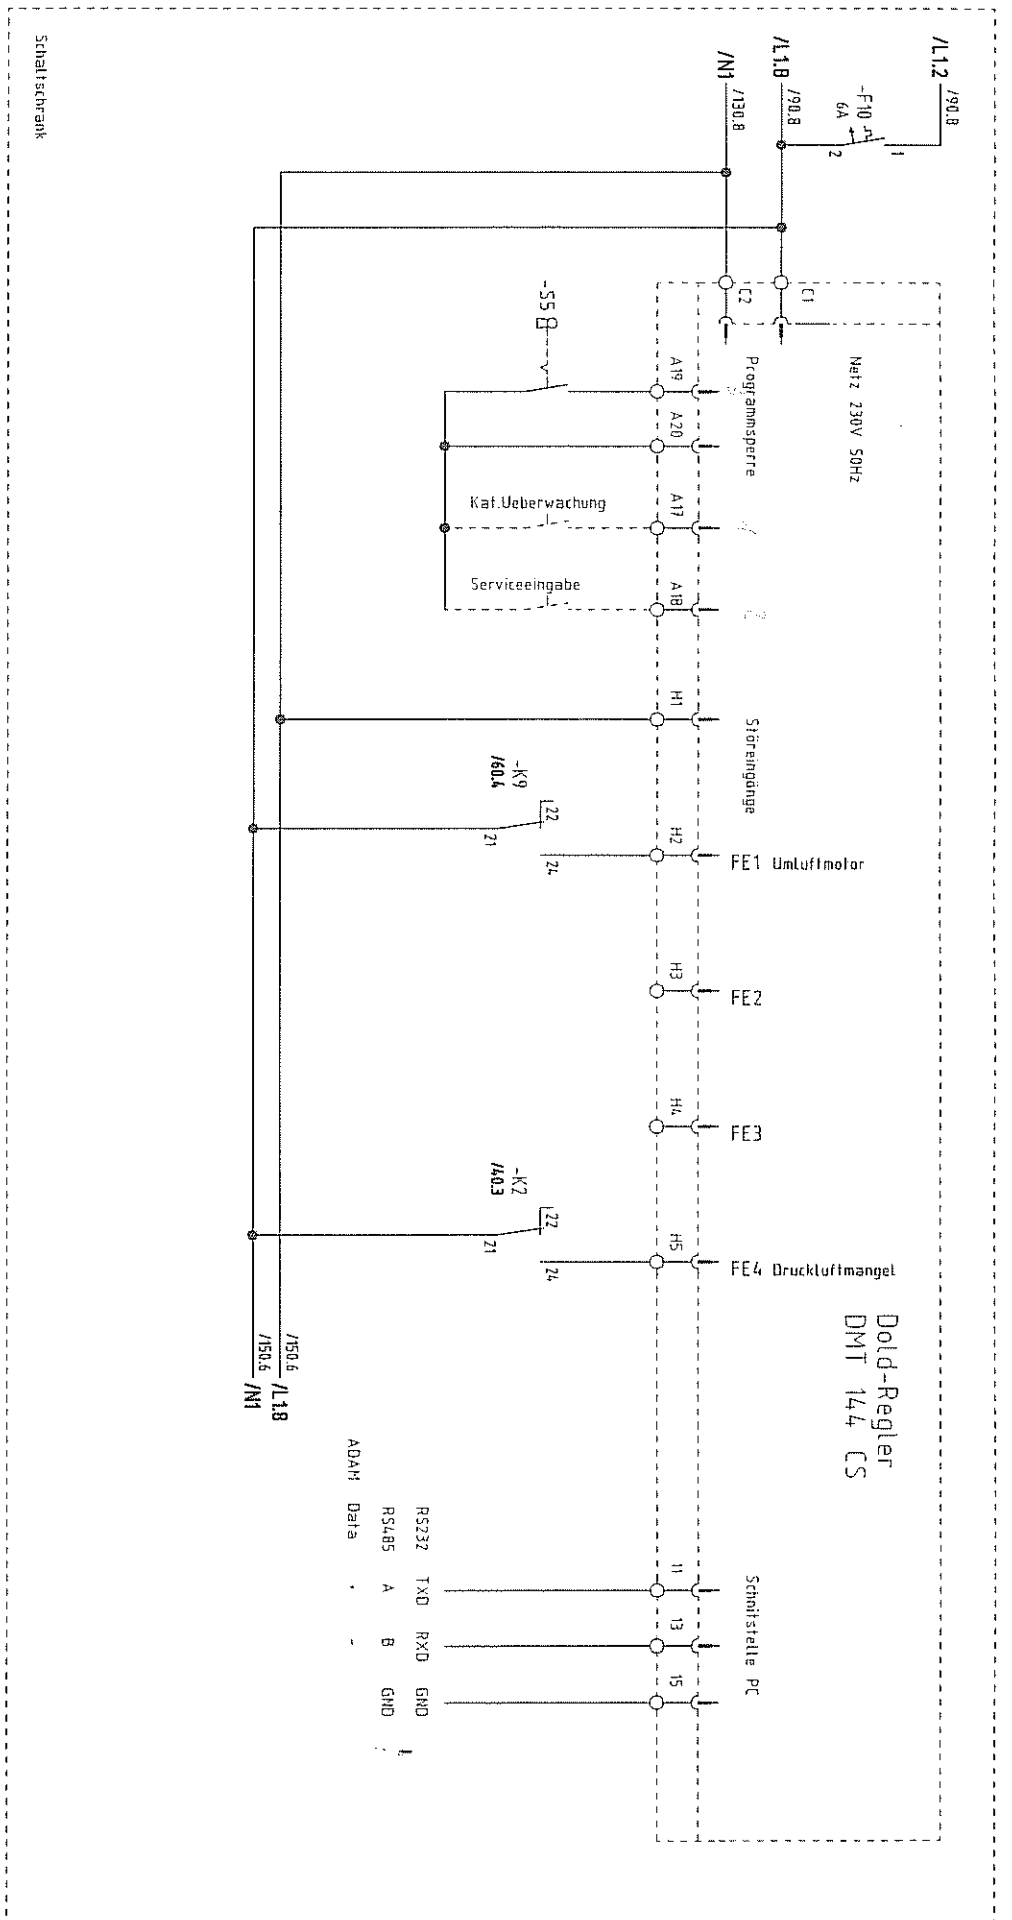 /L1.2 /90.8
-F10
6A
1
2
/L1.8 /90.8
/N1 /130.8
C1
C2
Netz 230V 50Hz
Programmsperre
A19
A20
A17
A18
-S5
Kat.Ueberwachung
Serviceeingabe
Störeingänge
H1
H2
H3
H4
H5
FE1 Umluftmotor
FE2
FE3
FE4 Druckluftmangel
-K9
/60.4
22
21
24
-K2
/40.3
22
21
24
Dold-Regler
DMT 144 CS
/150.6
/L1.8
/150.6
/N1
Schnitstelle PC
I1
I3
I5
RS232 TXD RXD GND
RS485 A B GND
ADAM Data
Schaltschrank